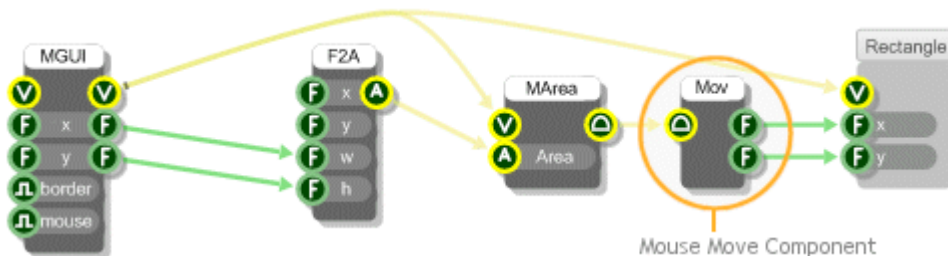 MGUI
F2A
Rectangle
MArea
Mov
V V
F x F
F y F
border
mouse
F x A
F y
F w
F h
V
A Area
F
F
V
F x
F y
Mouse Move Component